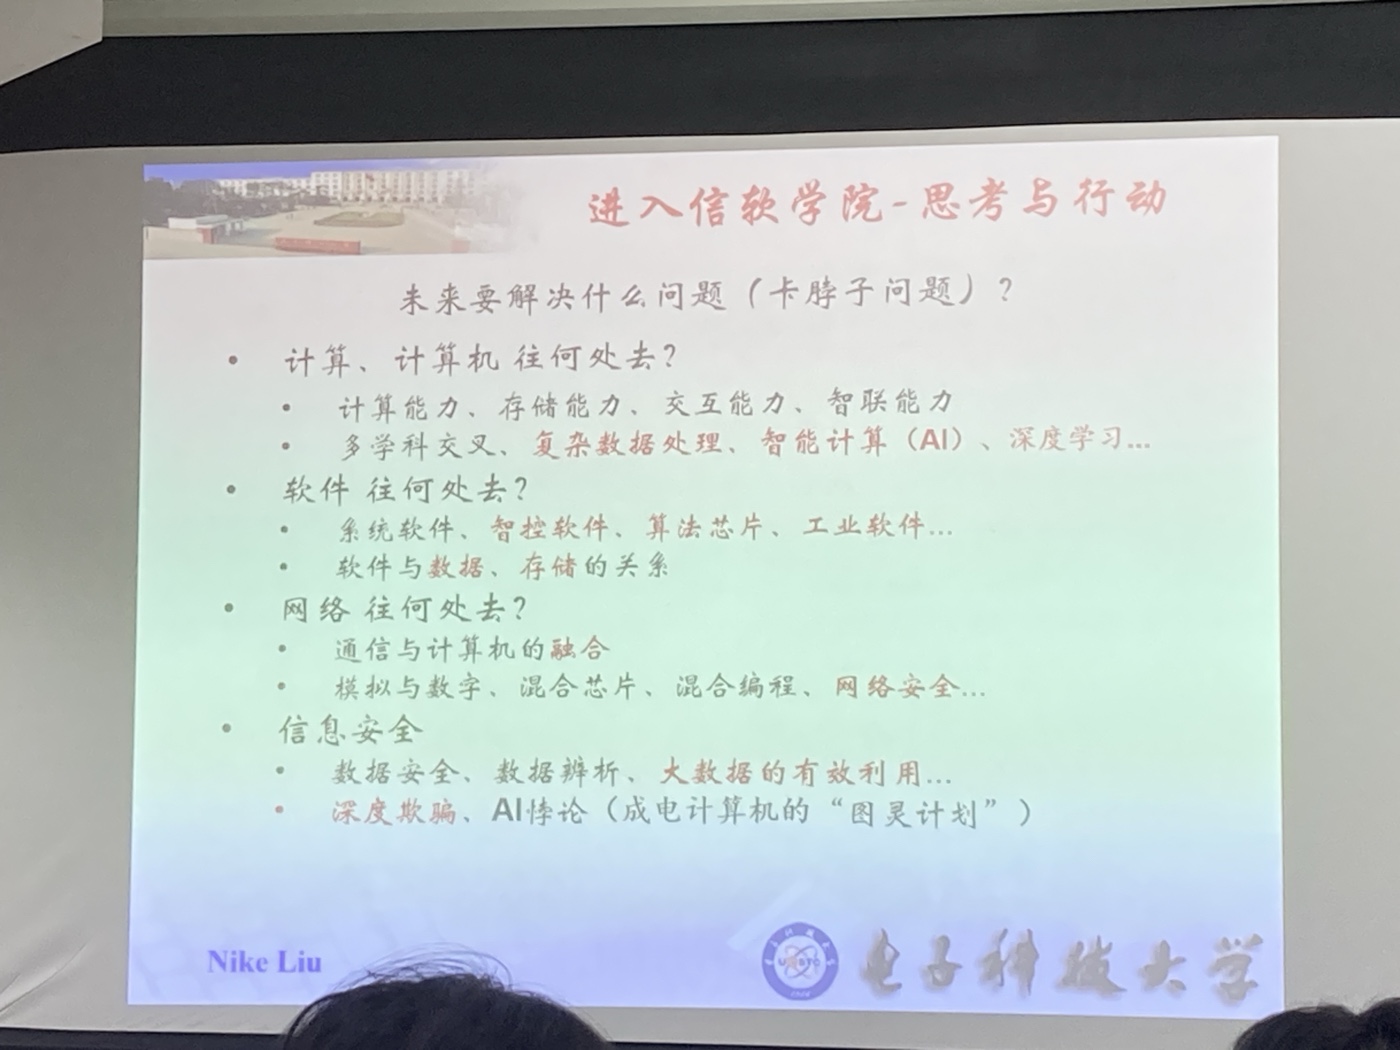 进入信软学院-思考与行动
未来要解决什么问题（卡脖子问题）？
• 计算、计算机 往何处去？
• 计算能力、存储能力、交互能力、智联能力
• 多学科交叉、复杂数据处理、智能计算（AI）、深度学习...
• 软件 往何处去？
• 系统软件、智控软件、算法芯片、工业软件...
• 软件与数据、存储的关系
• 网络 往何处去？
• 通信与计算机的融合
• 模拟与数字、混合芯片、混合编程、网络安全...
• 信息安全
• 数据安全、数据辨析、大数据的有效利用...
• 深度欺骗、AI悖论（成电计算机的“图灵计划”）
Nike Liu
电子科技大学